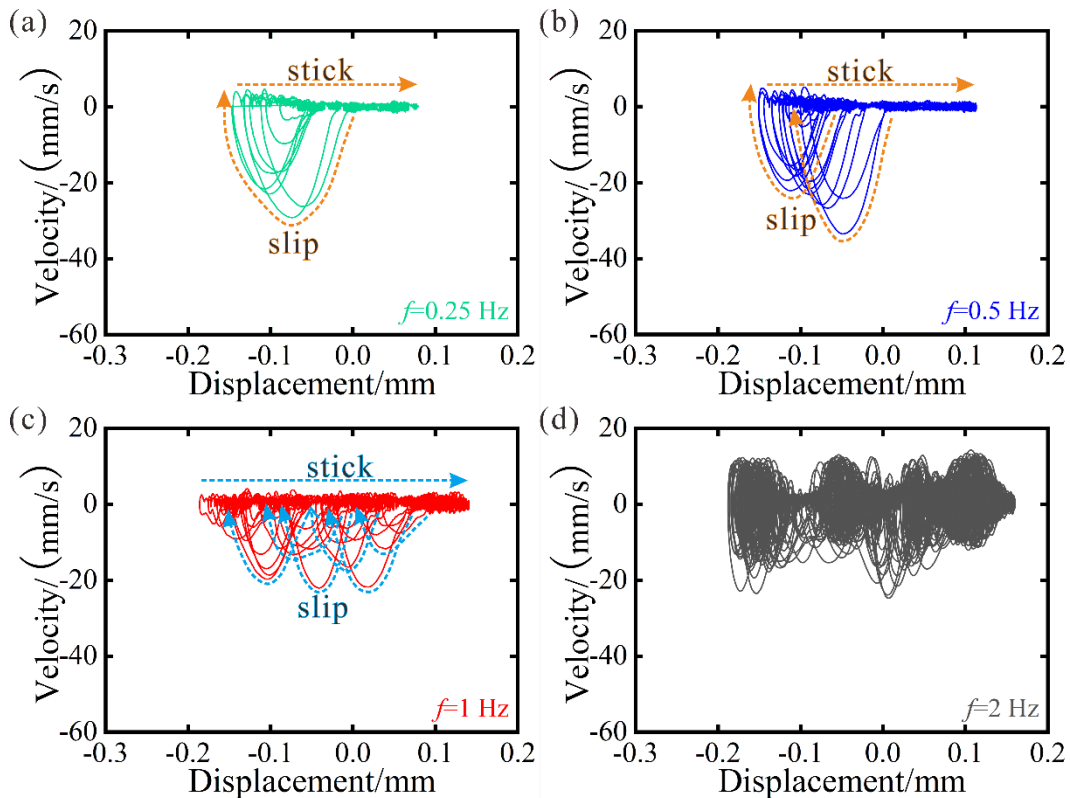 (a)
20
0
-20
-40
-60
Velocity/ (mm/s)
stick
slip
f=0.25 Hz
-0.3 -0.2 -0.1 0.0 0.1 0.2
Displacement/mm
(b)
20
0
-20
-40
-60
Velocity/ (mm/s)
stick
slip
f=0.5 Hz
-0.3 -0.2 -0.1 0.0 0.1 0.2
Displacement/mm
(c)
20
0
-20
-40
-60
Velocity/ (mm/s)
stick
slip
f=1 Hz
-0.3 -0.2 -0.1 0.0 0.1 0.2
Displacement/mm
(d)
20
0
-20
-40
-60
Velocity/ (mm/s)
f=2 Hz
-0.3 -0.2 -0.1 0.0 0.1 0.2
Displacement/mm